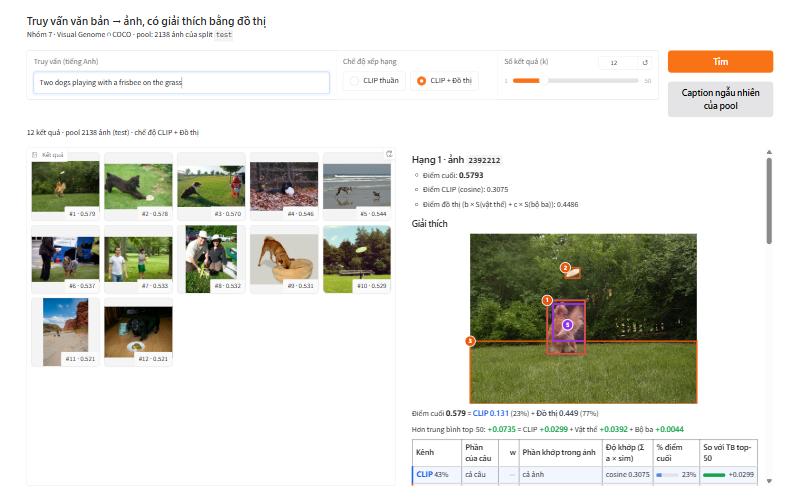 Truy vấn văn bản → ảnh, có giải thích bằng đồ thị
Nhóm 7 · Visual Genome ∩ COCO · pool: 2138 ảnh của split test
Truy vấn (tiếng Anh)
Two dogs playing with a frisbee on the grass
Chế độ xếp hạng
CLIP thuần
CLIP + Đồ thị
Số kết quả (k)
12
1
50
Tìm
Caption ngẫu nhiên của pool
12 kết quả · pool 2138 ảnh (test) · chế độ CLIP + Đồ thị
Kết quả
#1 · 0.579
#2 · 0.578
#3 · 0.570
#4 · 0.546
#5 · 0.544
#6 · 0.537
#7 · 0.533
#8 · 0.532
#9 · 0.531
#10 · 0.529
#11 · 0.521
#12 · 0.521
Hạng 1 · ảnh 2392212
Điểm cuối: 0.5793
Điểm CLIP (cosine): 0.3075
Điểm đồ thị (b × S(vật thể) + c × S(bộ ba)): 0.4486
Giải thích
2
1
5
3
Điểm cuối 0.579 = CLIP 0.131 (23%) + Đồ thị 0.449 (77%)
Hơn trung bình top-50: +0.0735 = CLIP +0.0299 + Vật thể +0.0392 + Bộ ba +0.0044
Kênh
Phần của câu
w
Phần khớp trong ảnh
Độ khớp (Σ a × sim)
% điểm cuối
So với TB top-50
CLIP 43%
cả câu
—
cả ảnh
cosine 0.3075
23%
+0.0299